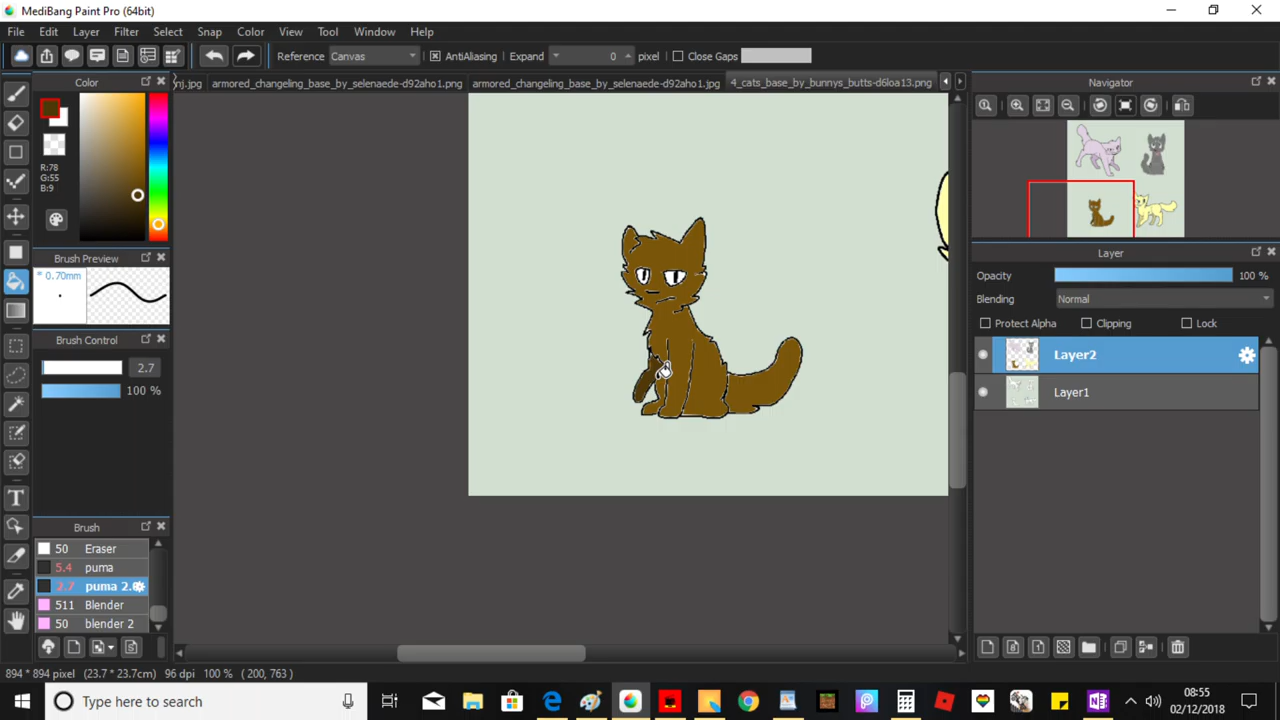 MediBang Paint Pro (64bit)
File Edit Layer Filter Select Snap Color View Tool Window Help
Reference Canvas AntiAliasing Expand 0 pixel Close Gaps
nj.jpg armored_changeling_base_by_selenaede-d92aho1.png armored_changeling_base_by_selenaede-d92aho1.jpg 4_cats_base_by_bunnys_butts-d6loa13.png
Color
R:78
G:55
B:9
Brush Preview
* 0.70mm
Brush Control
2.7
100 %
Brush
50 Eraser
5.4 puma
2.7 puma 2.
511 Blender
50 blender 2
Navigator
Layer
Opacity 100 %
Blending Normal
Protect Alpha Clipping Lock
Layer2
Layer1
894 * 894 pixel (23.7 * 23.7cm) 96 dpi 100 % ( 200, 763 )
Type here to search
08:55
02/12/2018